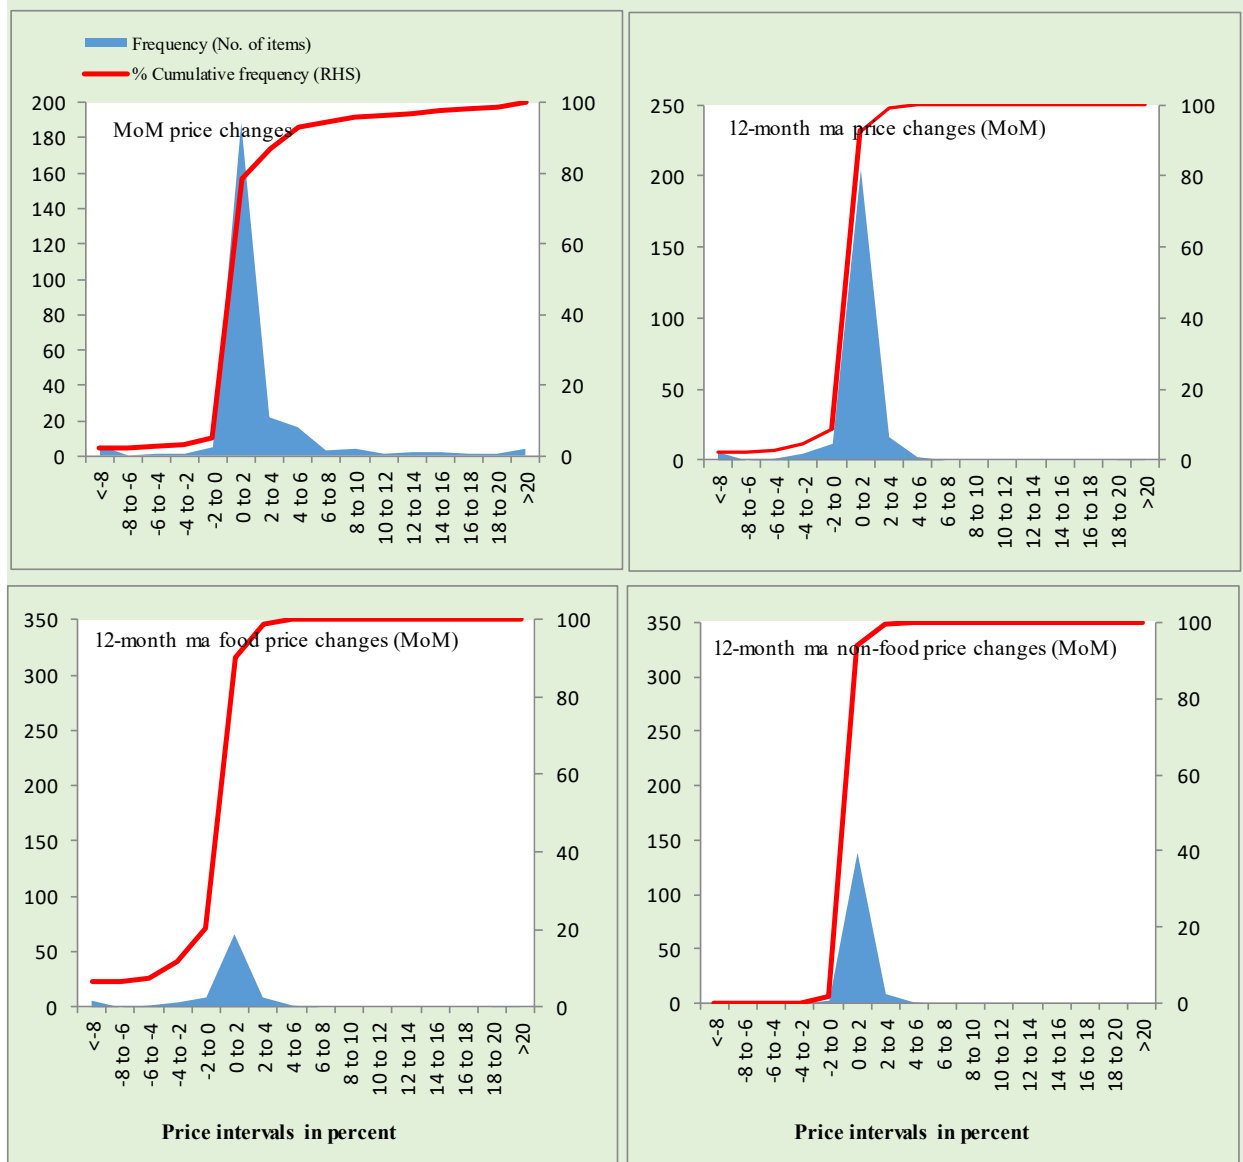 Frequency (No. of items)
% Cumulative frequency (RHS)
MoM price changes
200
180
160
140
120
100
80
60
40
20
0
100
80
60
40
20
0
<-8
-8 to -6
-6 to -4
-4 to -2
-2 to 0
0 to 2
2 to 4
4 to 6
6 to 8
8 to 10
10 to 12
12 to 14
14 to 16
16 to 18
18 to 20
>20
12-month ma price changes (MoM)
250
200
150
100
50
0
100
80
60
40
20
0
<-8
-8 to -6
-6 to -4
-4 to -2
-2 to 0
0 to 2
2 to 4
4 to 6
6 to 8
8 to 10
10 to 12
12 to 14
14 to 16
16 to 18
18 to 20
>20
12-month ma food price changes (MoM)
350
300
250
200
150
100
50
0
100
80
60
40
20
0
<-8
-8 to -6
-6 to -4
-4 to -2
-2 to 0
0 to 2
2 to 4
4 to 6
6 to 8
8 to 10
10 to 12
12 to 14
14 to 16
16 to 18
18 to 20
>20
Price intervals in percent
12-month ma non-food price changes (MoM)
350
300
250
200
150
100
50
0
100
80
60
40
20
0
<-8
-8 to -6
-6 to -4
-4 to -2
-2 to 0
0 to 2
2 to 4
4 to 6
6 to 8
8 to 10
10 to 12
12 to 14
14 to 16
16 to 18
18 to 20
>20
Price intervals in percent